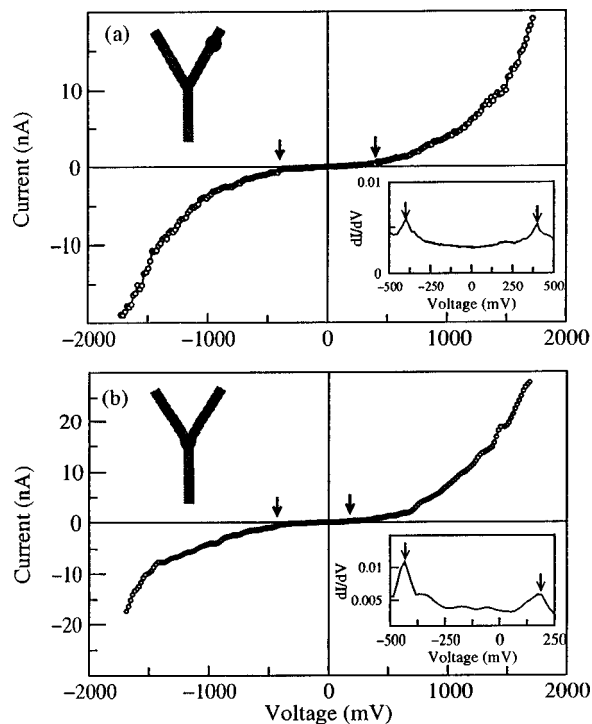 (a)
Current (nA)
10
0
-10
0.01
0
dI/dV
-500 -250 0 250 500
Voltage (mV)
-2000 -1000 0 1000 2000
(b)
Current (nA)
20
10
0
-10
-20
0.01
0.005
dI/dV
-500 -250 0 250
Voltage (mV)
-2000 -1000 0 1000 2000
Voltage (mV)